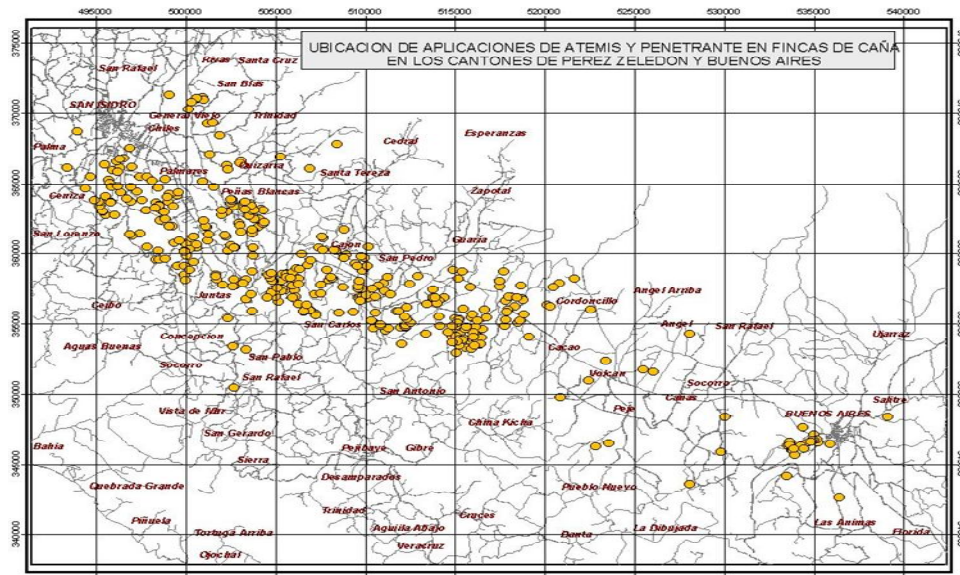 495000 500000 505000 510000 515000 520000 525000 530000 535000 540000
UBICACION DE APLICACIONES DE ATEMIS Y PENETRANTE EN FINCAS DE CAÑA
EN LOS CANTONES DE PEREZ ZELEDON Y BUENOS AIRES
375000
Rivas Santa Cruz
San Rafael
San Blas
SAN ISIDRO
370000
General Viejo Trinidad
Esperanzas
Cedral
Palma
Palmares Quizarra
Santa Tereza
365000
Peñas Blancas
Zapotal
Ceniza
San Lorenzo
Guaria
Cajon
360000
San Pedro
Juntas
Cordoncillo Angel Arriba
Ceibo
355000
San Carlos
Angel San Rafael
Ujarraz
Concepcion
Aguas Buenas
Cacao
San Pablo
Socorro
San Rafael
Volcan
Socorro
350000
San Antonio
Canas
Salitre
Vista de Mar
Peje
BUENOS AIRES
China Kicha
San Gerardo
Bahia
Pejibaye Gibre
345000
Sierra
Desamparados
Quebrada Grande
Pueblo Nuevo
Trinidad
Cruces
Piñuela
Aguila Abajo
La Dibujada
Las Animas
340000
Tortuga Arriba
Danta
Florida
Veracruz
Ojochal